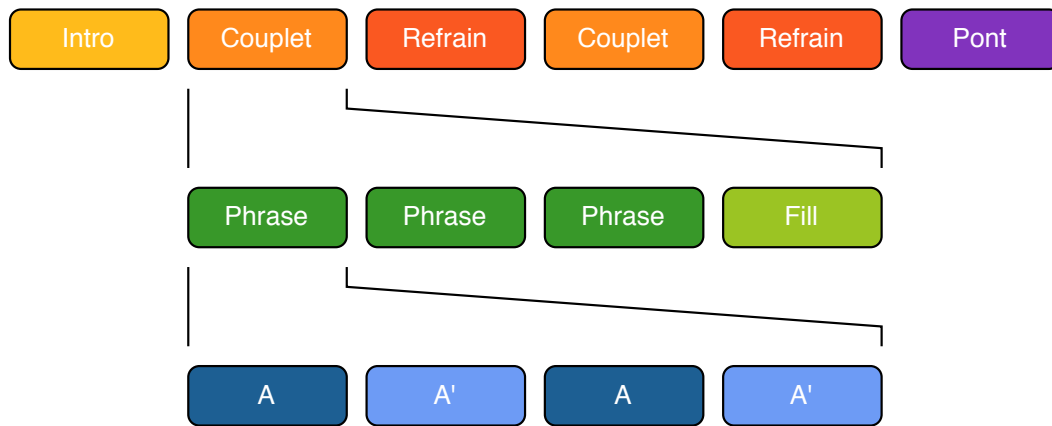 Intro Couplet Refrain Couplet Refrain Pont
Phrase Phrase Phrase Fill
A A' A A'